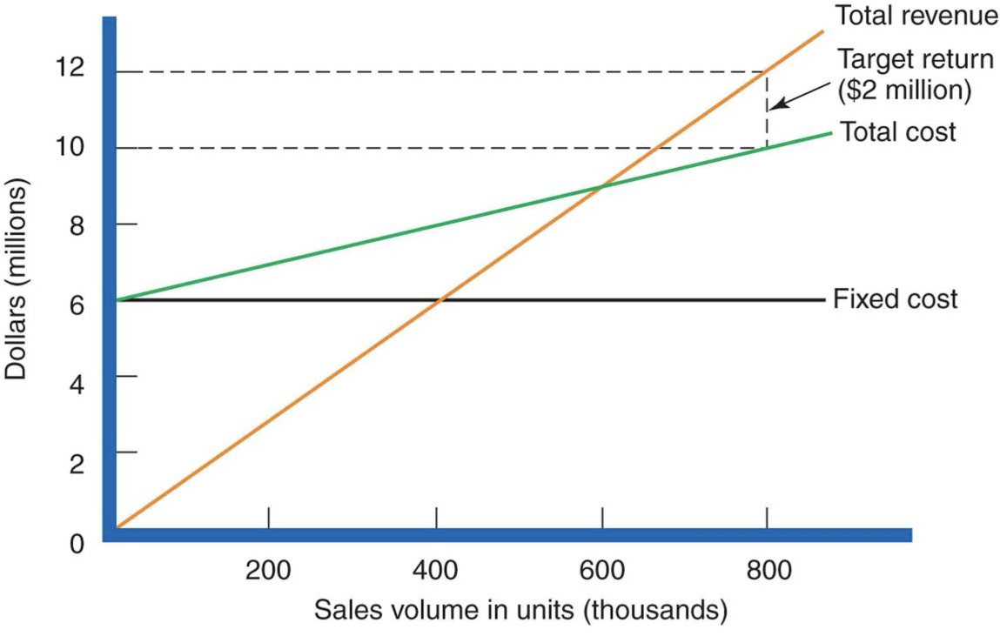 Total revenue
Target return
($2 million)
Total cost
Fixed cost
12
10
8
6
4
2
0
Dollars (millions)
200 400 600 800
Sales volume in units (thousands)